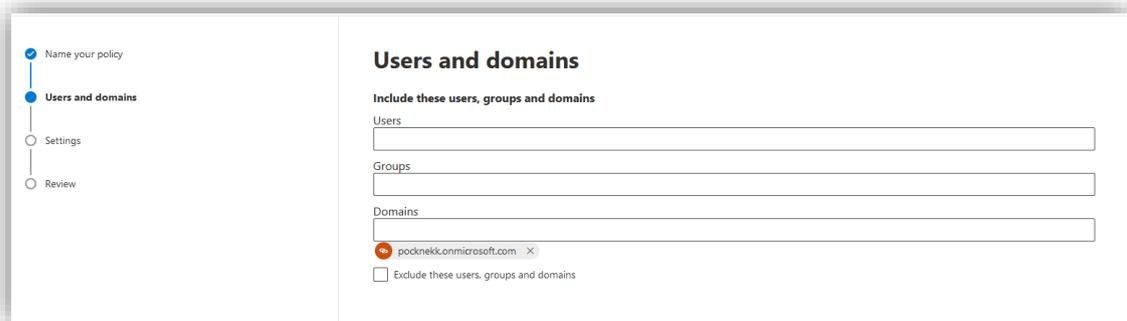 Name your policy
Users and domains
Settings
Review
Users and domains
Include these users, groups and domains
Users
Groups
Domains
pocknekk.onmicrosoft.com
Exclude these users, groups and domains